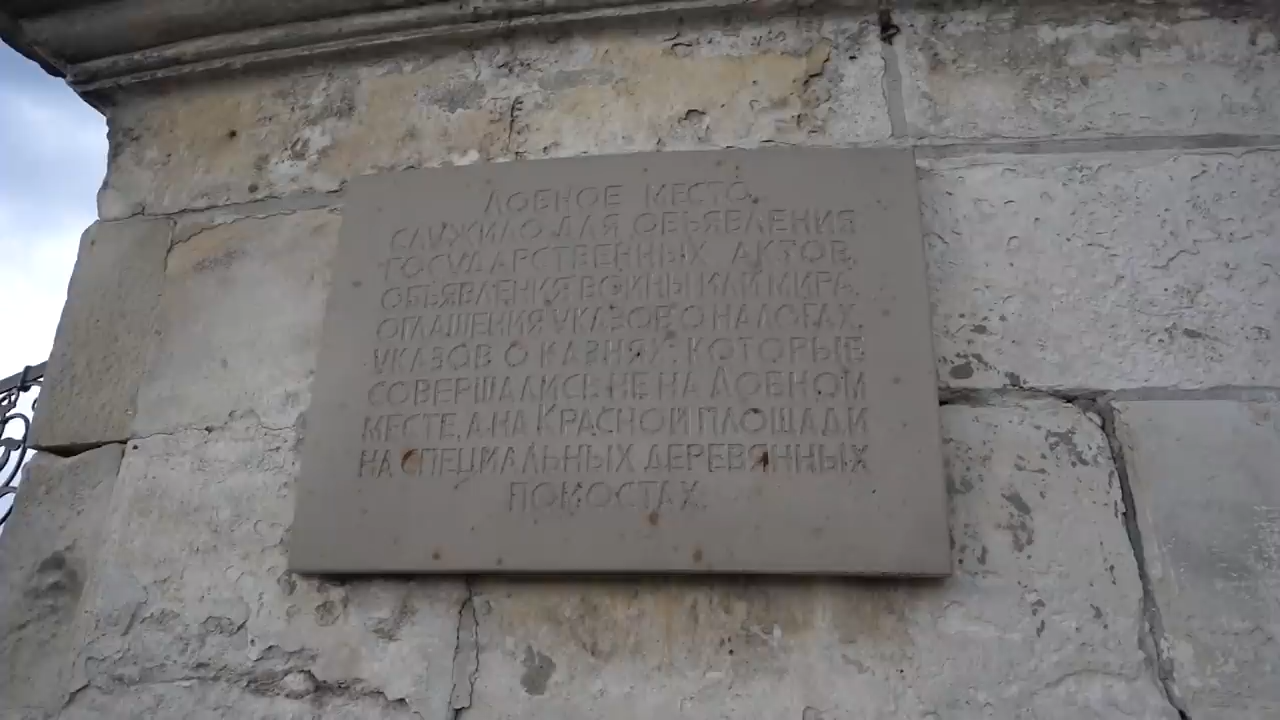 ЛОБНОЕ МЕСТО.
СЛУЖИЛО ДЛЯ ОБЪЯВЛЕНИЯ
ГОСУДАРСТВЕННЫХ АКТОВ,
ОБЪЯВЛЕНИЯ ВОЙНЫ ИЛИ МИРА,
ОГЛАШЕНИЯ УКАЗОВ О НАЛОГАХ,
УКАЗОВ О КАЗНЯХ, КОТОРЫЕ
СОВЕРШАЛИСЬ НЕ НА ЛОБНОМ
МЕСТЕ, А НА КРАСНОЙ ПЛОЩАДИ
НА СПЕЦИАЛЬНЫХ ДЕРЕВЯННЫХ
ПОМОСТАХ.